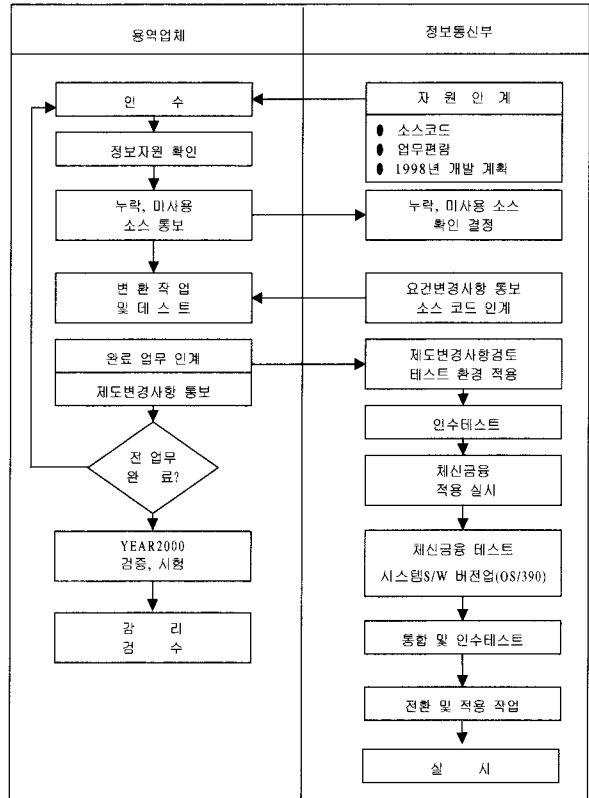 용역업체
정보통신부
인 수
정보자원 확인
누락, 미사용
소스 통보
변 환 작 업
및 테 스 트
완료 업무 인계
제도변경사항 통보
전 업무
완 료?
YEAR2000
검증, 시험
감 리
검 수
자 원 인 계
소스코드
업무편람
1998년 개발 계획
누락, 미사용 소스
확인 결정
요건변경사항 통보
소스 코드 인계
제도변경사항검토
테스트 환경 적용
인수테스트
체신금융
적용 실시
체신금융 테스트
시스템S/W 버전업(OS/390)
통합 및 인수테스트
전환 및 적용 작업
실 시